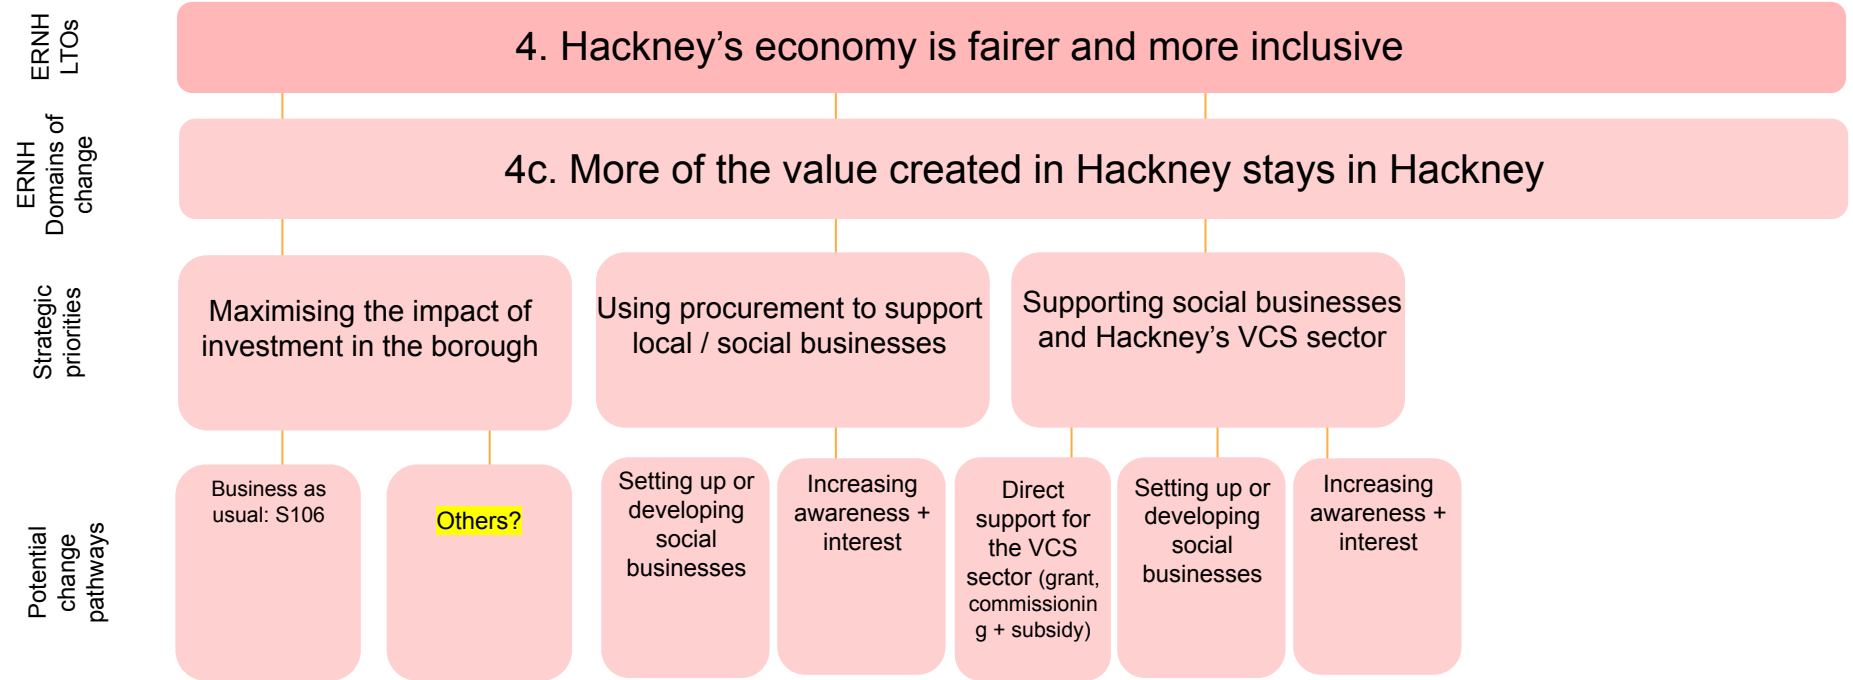 ERNH
LTOs
4. Hackney’s economy is fairer and more inclusive
ERNH
Domains of
change
4c. More of the value created in Hackney stays in Hackney
Strategic
priorities
Maximising the impact of
investment in the borough
Using procurement to support
local / social businesses
Supporting social businesses
and Hackney’s VCS sector
Potential
change
pathways
Business as
usual: S106
Others?
Setting up or
developing
social
businesses
Increasing
awareness +
interest
Direct
support for
the VCS
sector (grant,
commissionin
g + subsidy)
Setting up or
developing
social
businesses
Increasing
awareness +
interest